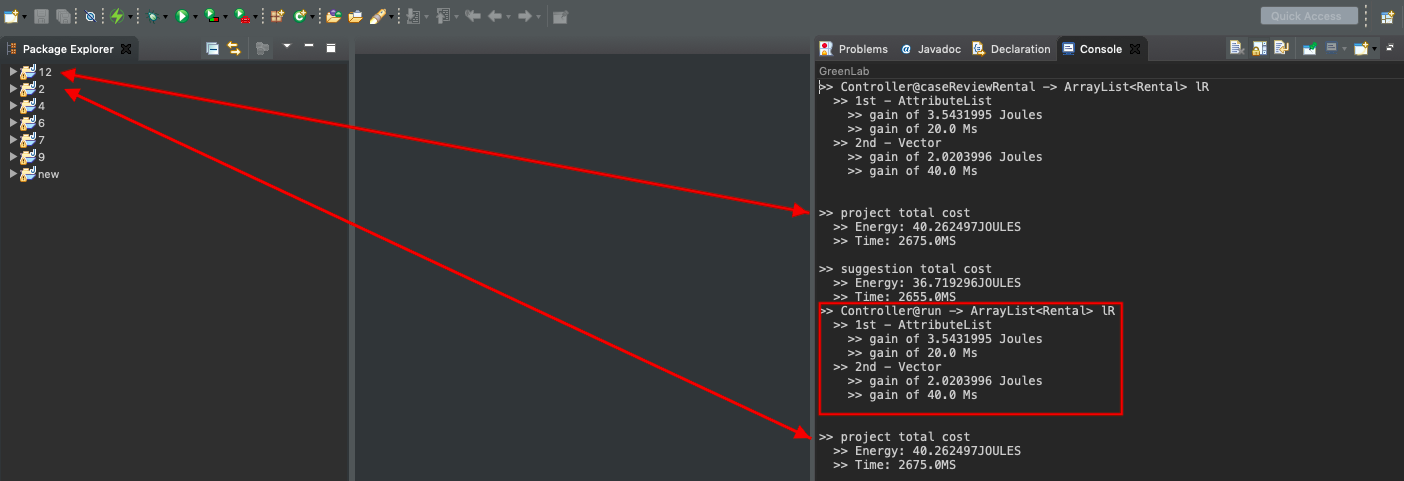 Quick Access
Package Explorer
12
2
4
6
7
9
new
Problems
@ Javadoc
Declaration
Console
GreenLab
>> Controller@caseReviewRental -> ArrayList<Rental> lR
>> 1st - AttributeList
>> gain of 3.5431995 Joules
>> gain of 20.0 Ms
>> 2nd - Vector
>> gain of 2.0203996 Joules
>> gain of 40.0 Ms
>> project total cost
>> Energy: 40.262497JOULES
>> Time: 2675.0MS
>> suggestion total cost
>> Energy: 36.719296JOULES
>> Time: 2655.0MS
>> Controller@run -> ArrayList<Rental> lR
>> 1st - AttributeList
>> gain of 3.5431995 Joules
>> gain of 20.0 Ms
>> 2nd - Vector
>> gain of 2.0203996 Joules
>> gain of 40.0 Ms
>> project total cost
>> Energy: 40.262497JOULES
>> Time: 2675.0MS